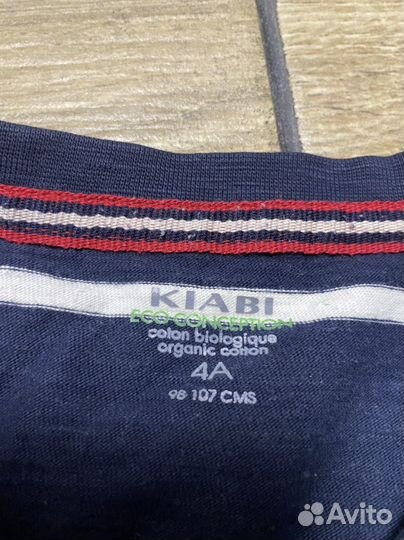 KIABI
ECO-CONCEPTION
coton biologique
organic cotton
4A
98-107 CMS
Avito